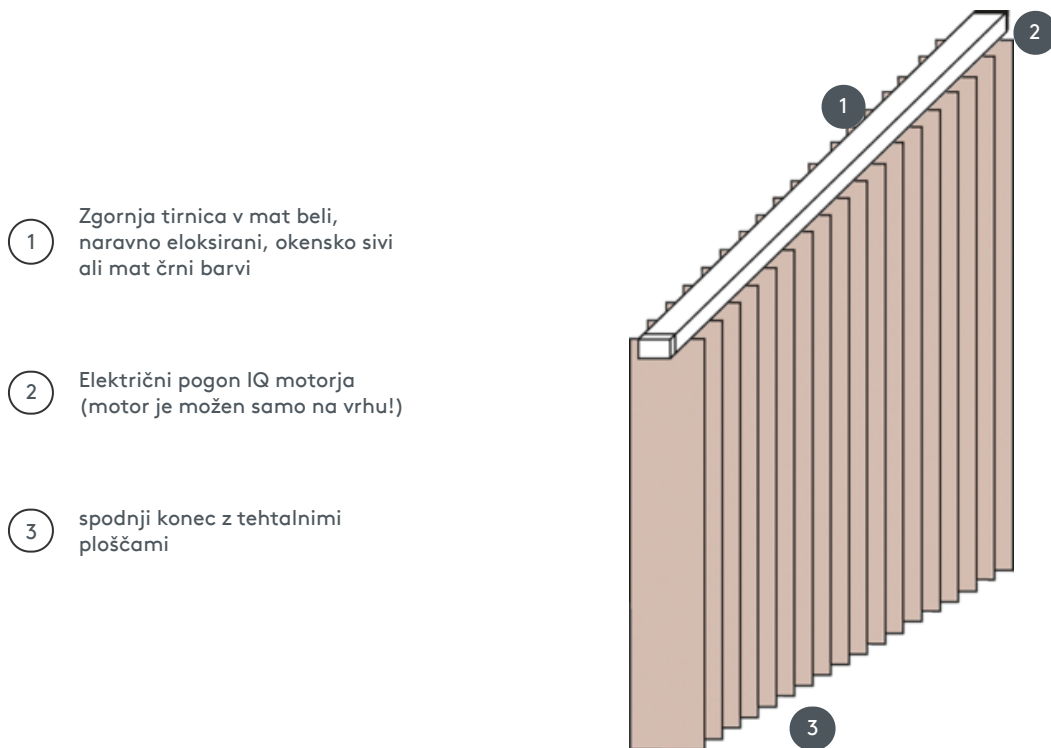 1
Zgornja tirnica v mat beli,
naravno eloksirani, okensko sivi
ali mat črni barvi
2
Električni pogon IQ motorja
(motor je možen samo na vrhu!)
3
spodnji konec z tehtalnimi
ploščami
2
1
3